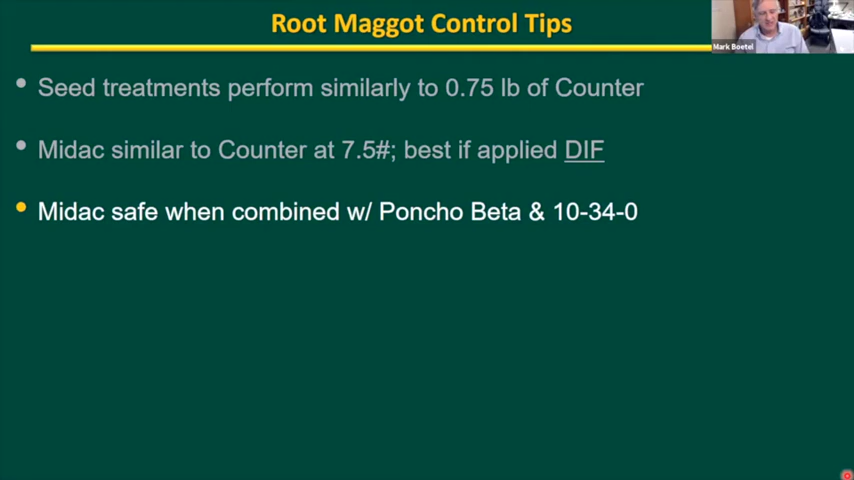 Root Maggot Control Tips
Mark Boetel
• Seed treatments perform similarly to 0.75 lb of Counter
• Midac similar to Counter at 7.5#; best if applied DIF
• Midac safe when combined w/ Poncho Beta & 10-34-0